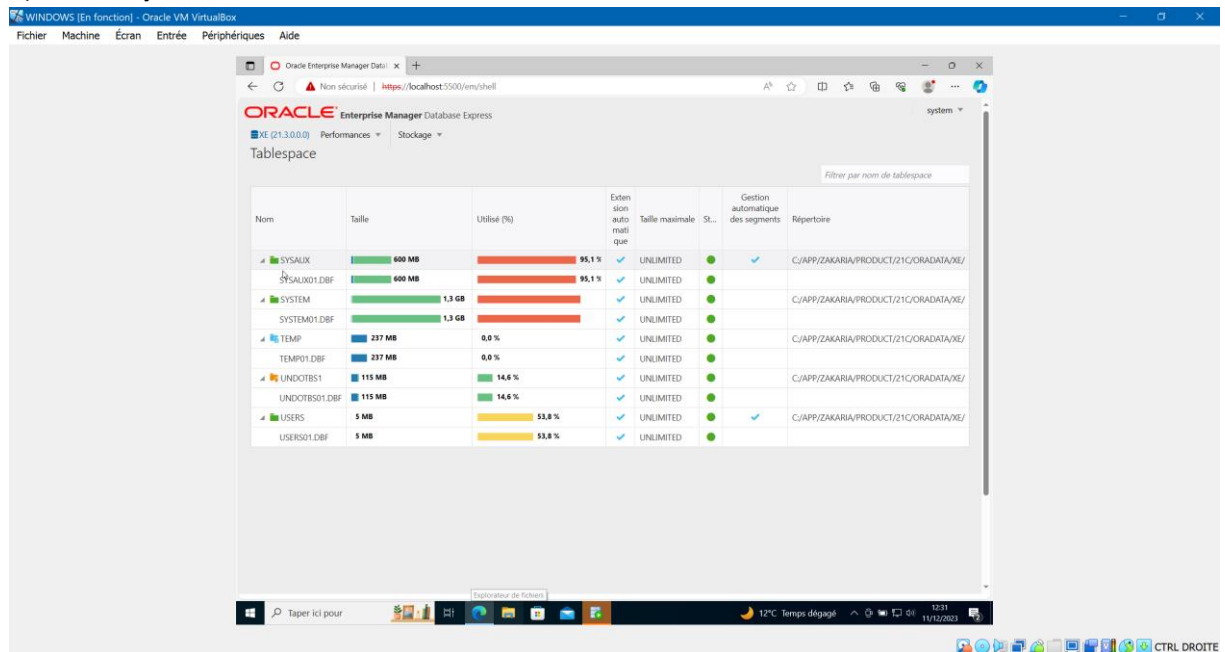 WINDOWS [En fonction] - Oracle VM VirtualBox
Fichier Machine Écran Entrée Périphériques Aide
Oracle Enterprise Manager Datab
Non sécurisé | https://localhost:5500/em/shell
ORACLE Enterprise Manager Database Express
system
XE (21.3.0.0.0) Performances Stockage
Tablespace
Filtrer par nom de tablespace
Nom Taille Utilisé (%) Extension automatique Taille maximale St... Gestion automatique des segments Répertoire
SYSAUX 600 MB 95,1 % UNLIMITED C:/APP/ZAKARIA/PRODUCT/21C/ORADATA/XE/
SYSAUX01.DBF 600 MB 95,1 % UNLIMITED
SYSTEM 1,3 GB UNLIMITED C:/APP/ZAKARIA/PRODUCT/21C/ORADATA/XE/
SYSTEM01.DBF 1,3 GB UNLIMITED
TEMP 237 MB 0,0 % UNLIMITED C:/APP/ZAKARIA/PRODUCT/21C/ORADATA/XE/
TEMP01.DBF 237 MB 0,0 % UNLIMITED
UNDOTBS1 115 MB 14,6 % UNLIMITED C:/APP/ZAKARIA/PRODUCT/21C/ORADATA/XE/
UNDOTBS01.DBF 115 MB 14,6 % UNLIMITED
USERS 5 MB 53,8 % UNLIMITED C:/APP/ZAKARIA/PRODUCT/21C/ORADATA/XE/
USERS01.DBF 5 MB 53,8 % UNLIMITED
Explorateur de fichiers
Taper ici pour
12°C Temps dégagé
12:31
11/12/2023
CTRL DROITE